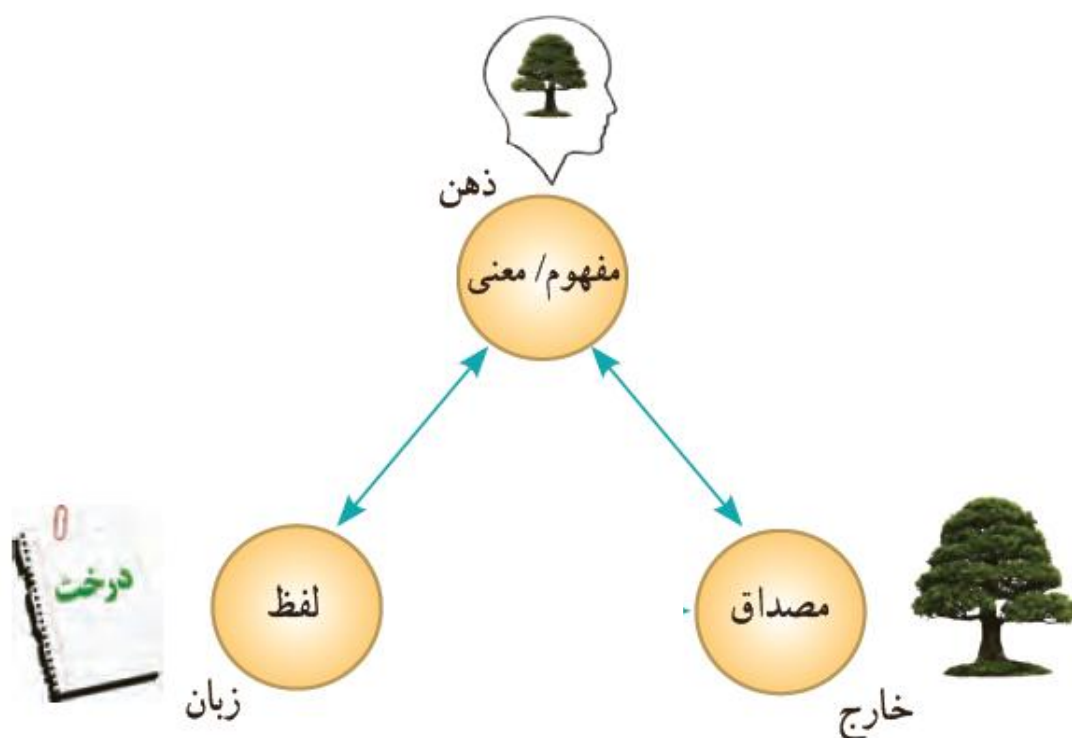 ذهن
مفهوم/ معنی
درخت
لفظ
مصداق
زبان
خارج